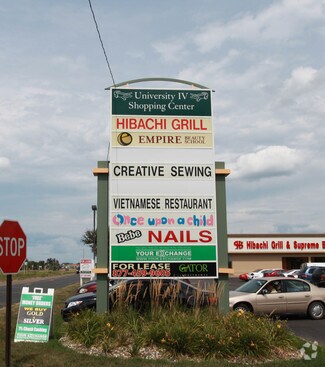 University IV
Shopping Center
HIBACHI GRILL
EMPIRE BEAUTY SCHOOL
CREATIVE SEWING
VIETNAMESE RESTAURANT
Once upon a child
Bebe NAILS
YOUR EXCHANGE
FOR LEASE
GATOR
STOP
WE BUY
GOLD
SILVER
Hibachi Grill & Supreme B